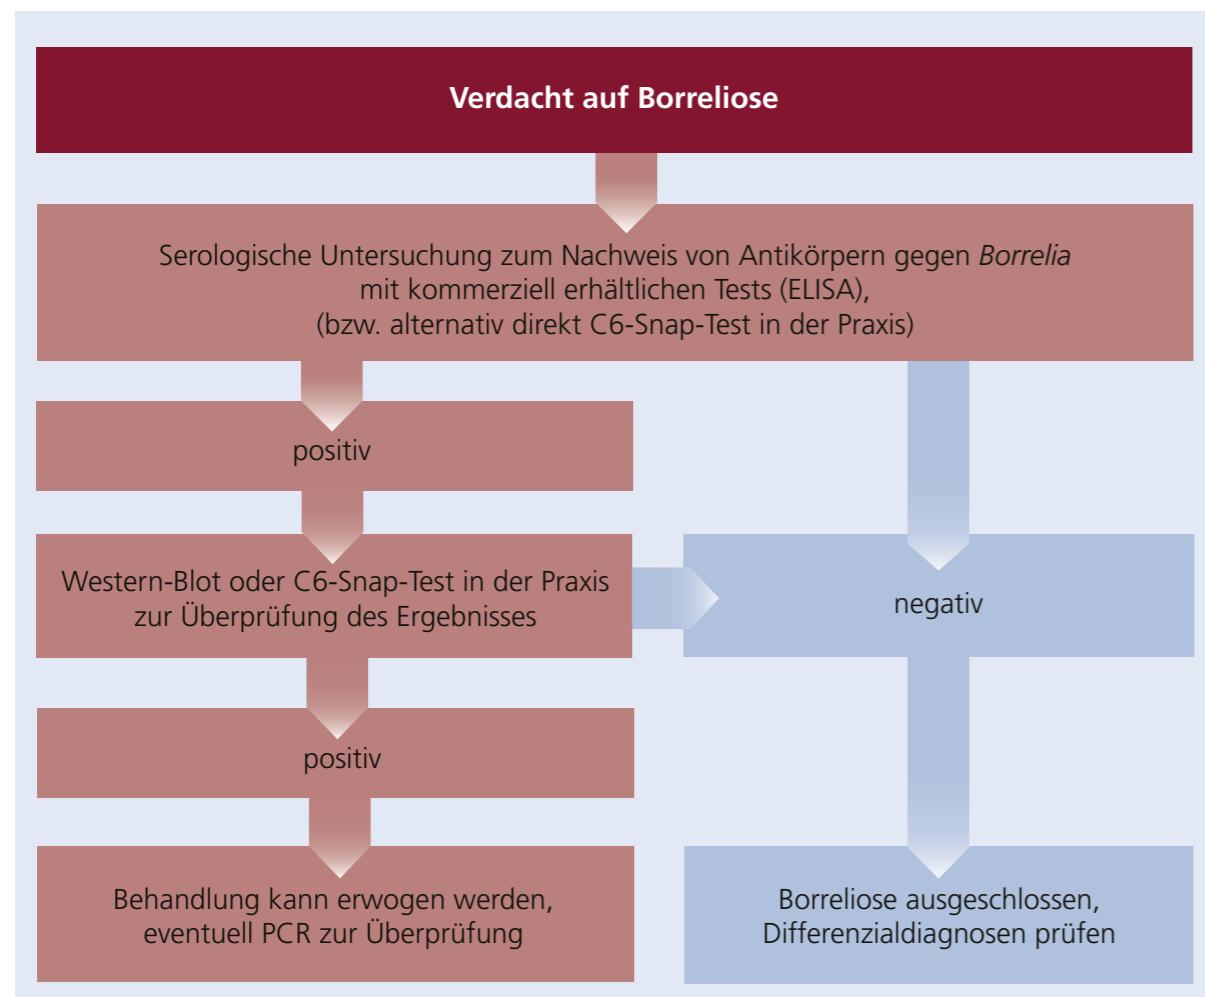 Verdacht auf Borreliose
Serologische Untersuchung zum Nachweis von Antikörpern gegen Borrelia
mit kommerziell erhältlichen Tests (ELISA),
(bzw. alternativ direkt C6-Snap-Test in der Praxis)
positiv
Western-Blot oder C6-Snap-Test in der Praxis
zur Überprüfung des Ergebnisses
negativ
positiv
Behandlung kann erwogen werden,
eventuell PCR zur Überprüfung
Borreliose ausgeschlossen,
Differenzialdiagnosen prüfen